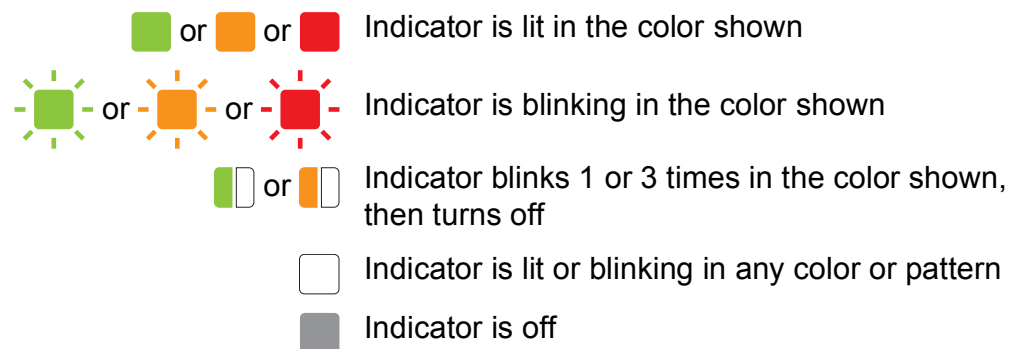 or or Indicator is lit in the color shown
or or Indicator is blinking in the color shown
or Indicator blinks 1 or 3 times in the color shown,
then turns off
Indicator is lit or blinking in any color or pattern
Indicator is off